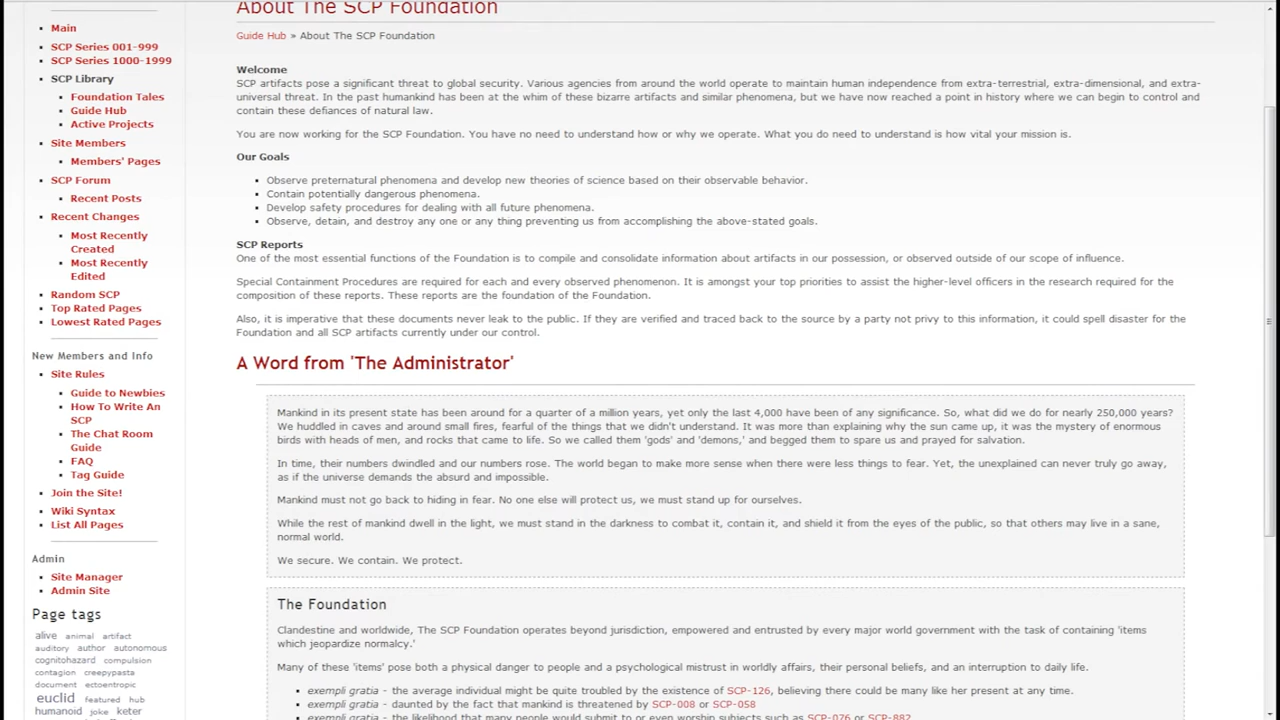 Main
SCP Series 001-999
SCP Series 1000-1999
SCP Library
Foundation Tales
Guide Hub
Active Projects
Site Members
Members' Pages
SCP Forum
Recent Posts
Recent Changes
Most Recently
Created
Most Recently
Edited
Random SCP
Top Rated Pages
Lowest Rated Pages
New Members and Info
Site Rules
Guide to Newbies
How To Write An
SCP
The Chat Room
Guide
FAQ
Tag Guide
Join the Site!
Wiki Syntax
List All Pages
Admin
Site Manager
Admin Site
Page tags
alive animal artifact
auditory author autonomous
cognitohazard compulsion
contagion creepypasta
document ectoentropic
euclid featured hub
humanoid joke keter
About The SCP Foundation
Guide Hub » About The SCP Foundation
Welcome
SCP artifacts pose a significant threat to global security. Various agencies from around the world operate to maintain human independence from extra-terrestrial, extra-dimensional, and extra-
universal threat. In the past humankind has been at the whim of these bizarre artifacts and similar phenomena, but we have now reached a point in history where we can begin to control and
contain these defiances of natural law.
You are now working for the SCP Foundation. You have no need to understand how or why we operate. What you do need to understand is how vital your mission is.
Our Goals
Observe preternatural phenomena and develop new theories of science based on their observable behavior.
Contain potentially dangerous phenomena.
Develop safety procedures for dealing with all future phenomena.
Observe, detain, and destroy any one or any thing preventing us from accomplishing the above-stated goals.
SCP Reports
One of the most essential functions of the Foundation is to compile and consolidate information about artifacts in our possession, or observed outside of our scope of influence.
Special Containment Procedures are required for each and every observed phenomenon. It is amongst your top priorities to assist the higher-level officers in the research required for the
composition of these reports. These reports are the foundation of the Foundation.
Also, it is imperative that these documents never leak to the public. If they are verified and traced back to the source by a party not privy to this information, it could spell disaster for the
Foundation and all SCP artifacts currently under our control.
A Word from 'The Administrator'
Mankind in its present state has been around for a quarter of a million years, yet only the last 4,000 have been of any significance. So, what did we do for nearly 250,000 years?
We huddled in caves and around small fires, fearful of the things that we didn't understand. It was more than explaining why the sun came up, it was the mystery of enormous
birds with heads of men, and rocks that came to life. So we called them 'gods' and 'demons,' and begged them to spare us and prayed for salvation.
In time, their numbers dwindled and our numbers rose. The world began to make more sense when there were less things to fear. Yet, the unexplained can never truly go away,
as if the universe demands the absurd and impossible.
Mankind must not go back to hiding in fear. No one else will protect us, we must stand up for ourselves.
While the rest of mankind dwell in the light, we must stand in the darkness to combat it, contain it, and shield it from the eyes of the public, so that others may live in a sane,
normal world.
We secure. We contain. We protect.
The Foundation
Clandestine and worldwide, The SCP Foundation operates beyond jurisdiction, empowered and entrusted by every major world government with the task of containing 'items
which jeopardize normalcy.'
Many of these 'items' pose both a physical danger to people and a psychological mistrust in worldly affairs, their personal beliefs, and an interruption to daily life.
exempli gratia - the average individual might be quite troubled by the existence of SCP-126, believing there could be many like her present at any time.
exempli gratia - daunted by the fact that mankind is threatened by SCP-008 or SCP-058
exempli gratia - the likelihood that many people would submit to or even worship subjects such as SCP-076 or SCP-882